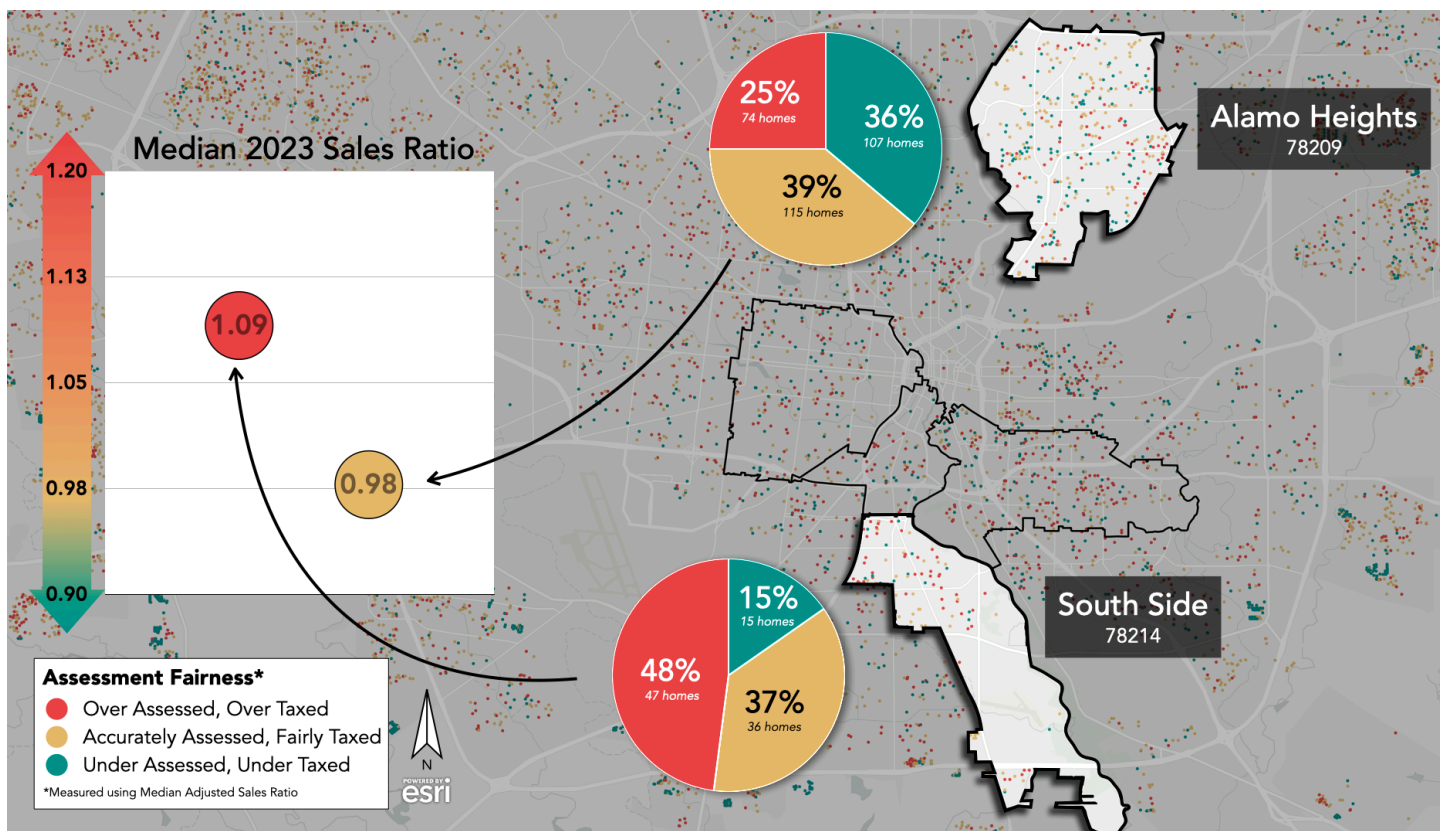 Median 2023 Sales Ratio
1.20
1.13
1.05
0.98
0.90
1.09
0.98
25%
74 homes
36%
107 homes
39%
115 homes
Alamo Heights
78209
48%
47 homes
15%
15 homes
37%
36 homes
South Side
78214
Assessment Fairness*
Over Assessed, Over Taxed
Accurately Assessed, Fairly Taxed
Under Assessed, Under Taxed
*Measured using Median Adjusted Sales Ratio
N
POWERED BY
esri